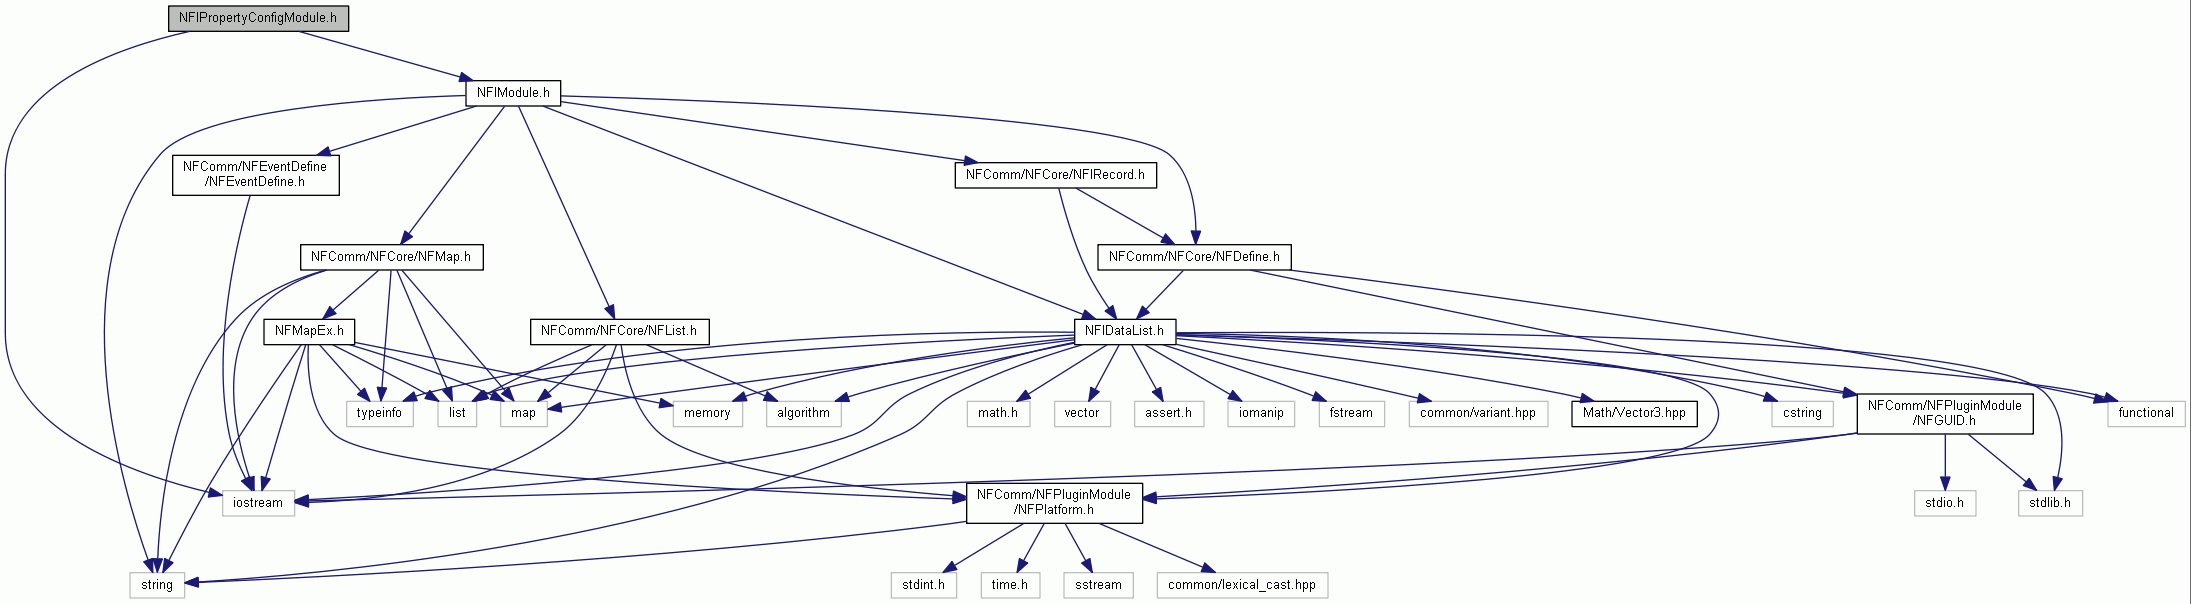 NFIPropertyConfigModule.h
NFIModule.h
NFComm/NFEventDefine
/NFEventDefine.h
NFComm/NFCore/NFIRecord.h
NFComm/NFCore/NFMap.h
NFComm/NFCore/NFDefine.h
NFMapEx.h
NFComm/NFCore/NFList.h
NFIDataList.h
typeinfo
list
map
memory
algorithm
math.h
vector
assert.h
iomanip
fstream
common/variant.hpp
Math/Vector3.hpp
cstring
NFComm/NFPluginModule
/NFGUID.h
functional
iostream
NFComm/NFPluginModule
/NFPlatform.h
stdio.h
stdlib.h
string
stdint.h
time.h
sstream
common/lexical_cast.hpp